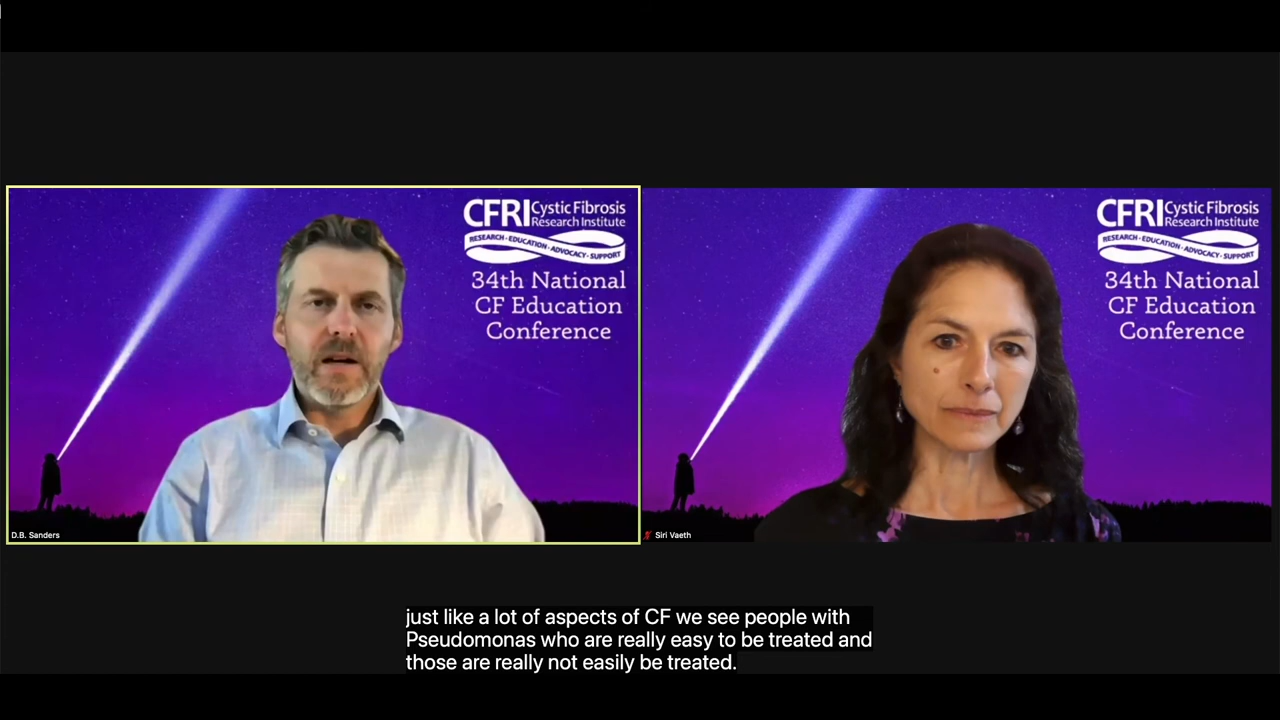 CFRI Cystic Fibrosis
Research Institute
RESEARCH • EDUCATION • ADVOCACY • SUPPORT
34th National
CF Education
Conference
D.B. Sanders
CFRI Cystic Fibrosis
Research Institute
RESEARCH • EDUCATION • ADVOCACY • SUPPORT
34th National
CF Education
Conference
Siri Vaeth
just like a lot of aspects of CF we see people with
Pseudomonas who are really easy to be treated and
those are really not easily be treated.